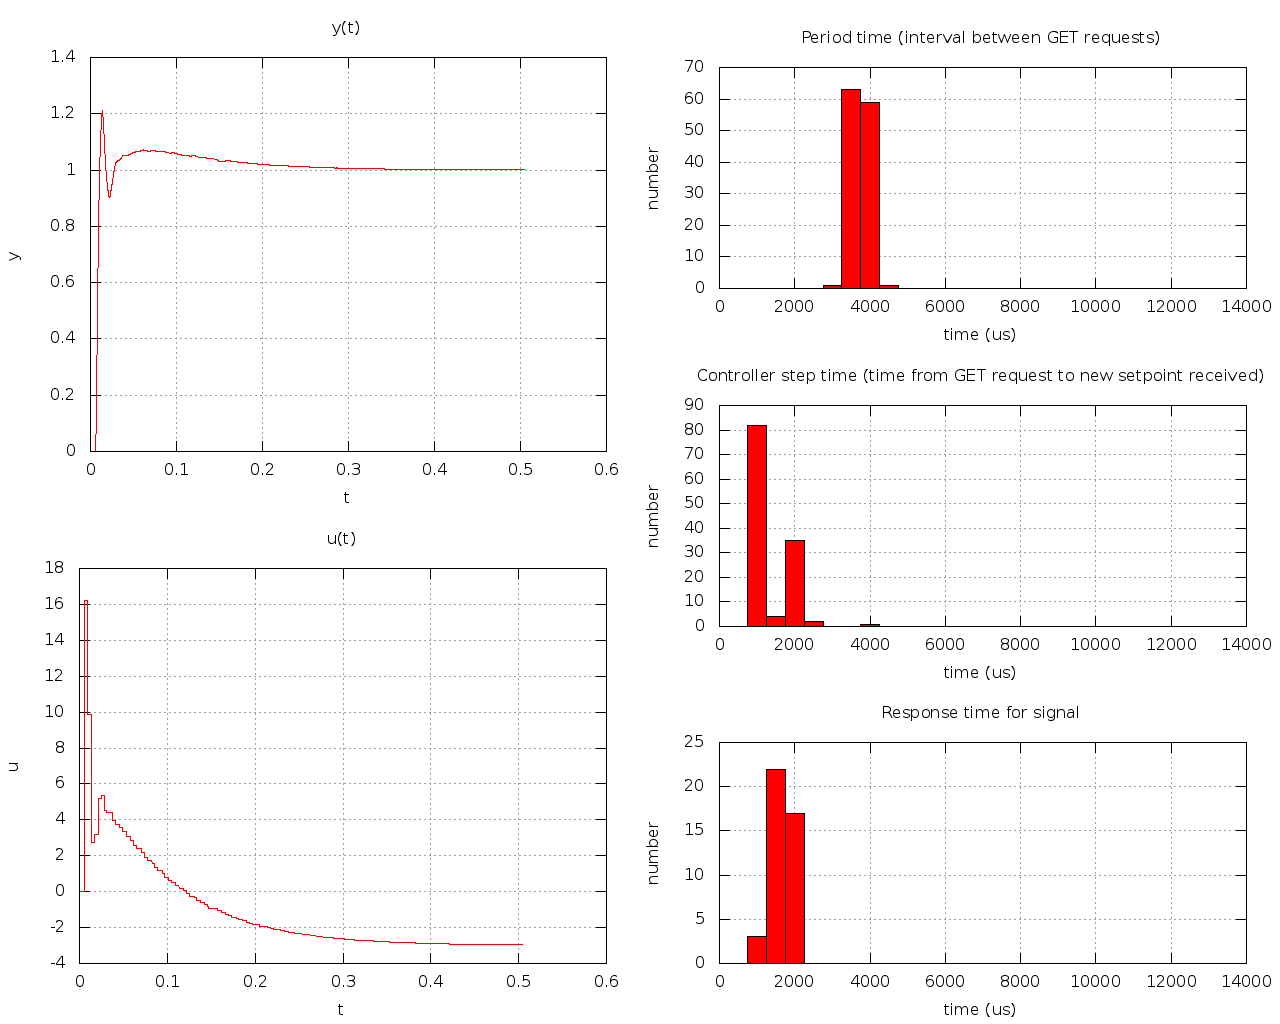 y(t)
1.4
1.2
1
0.8
0.6
0.4
0.2
0
y
0 0.1 0.2 0.3 0.4 0.5 0.6
t
u(t)
18
16
14
12
10
8
6
4
2
0
-2
-4
u
0 0.1 0.2 0.3 0.4 0.5 0.6
t
Period time (interval between GET requests)
70
60
50
40
30
20
10
0
number
0 2000 4000 6000 8000 10000 12000 14000
time (us)
Controller step time (time from GET request to new setpoint received)
90
80
70
60
50
40
30
20
10
0
number
0 2000 4000 6000 8000 10000 12000 14000
time (us)
Response time for signal
25
20
15
10
5
0
number
0 2000 4000 6000 8000 10000 12000 14000
time (us)